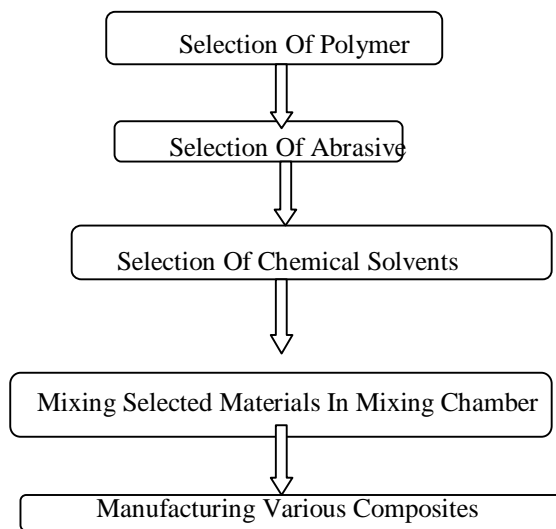 Selection Of Polymer
Selection Of Abrasive
Selection Of Chemical Solvents
Mixing Selected Materials In Mixing Chamber
Manufacturing Various Composites